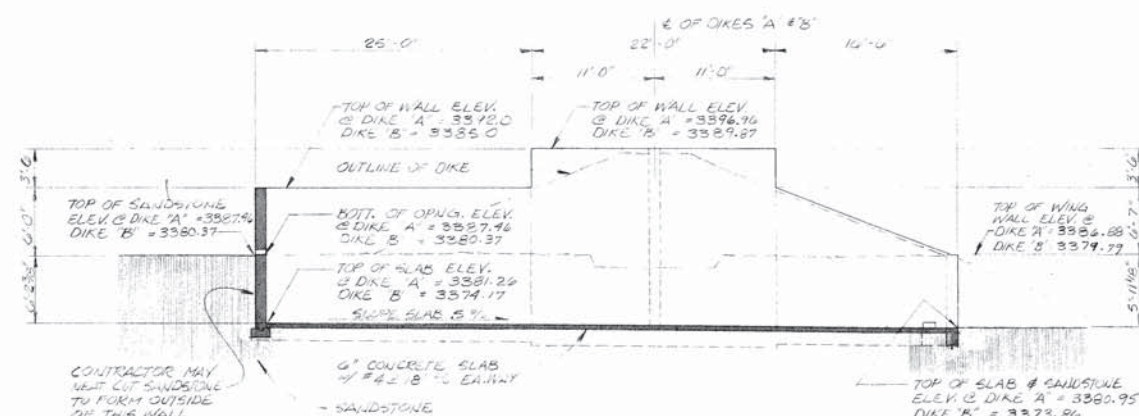 ℄ OF DIKES 'A' & 'B'
25'-0"
22'-0"
16'-6"
11'-0"
11'-0"
TOP OF WALL ELEV.
@ DIKE 'A' = 3392.0
DIKE 'B' = 3385.0
TOP OF WALL ELEV.
@ DIKE 'A' = 3396.96
DIKE 'B' = 3389.87
OUTLINE OF DIKE
3'-6"
6'-0"
TOP OF SANDSTONE
ELEV. @ DIKE "A" = 3387.46
DIKE "B" = 3380.37
BOTT. OF OPNG. ELEV.
@ DIKE 'A' = 3387.46
DIKE 'B' = 3380.37
TOP OF SLAB ELEV.
@ DIKE 'A' = 3381.26
DIKE 'B' = 3374.17
SLOPE SLAB .5%
3'-6"
6'-7"
5'-11 1/8"
TOP OF WING
WALL ELEV. @
DIKE 'A' 3386.88
DIKE 'B' 3379.79
CONTRACTOR MAY
NEAT CUT SANDSTONE
TO FORM OUTSIDE
OF THIS WALL
6" CONCRETE SLAB
W/ #4 @ 18" EA. WAY
SANDSTONE
TOP OF SLAB & SANDSTONE
ELEV. @ DIKE "A" = 3380.95
DIKE "B" = 3373.86